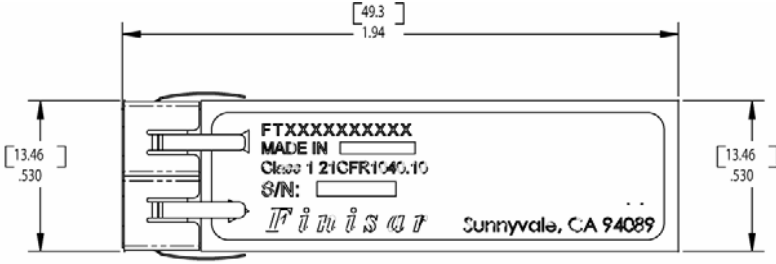 [49.3]
1.94
[13.46]
.530
FTXXXXXXXXXX
MADE IN
Class 1 21CFR1040.10
S/N:
Finisar
Sunnyvale, CA 94089
[13.46]
.530